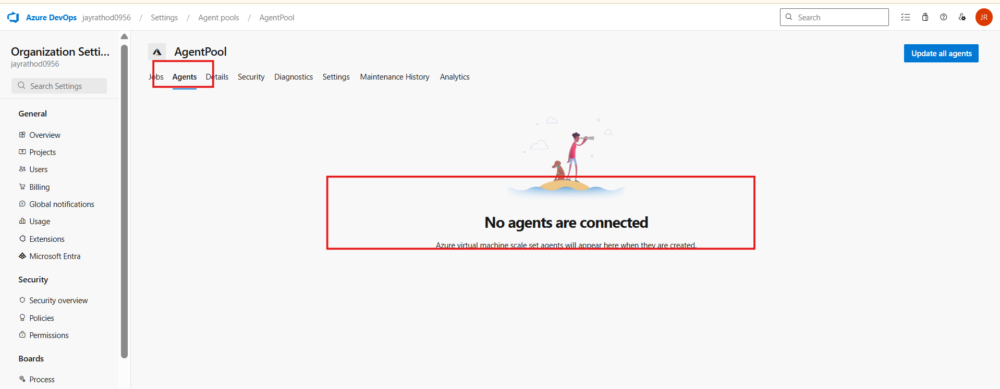 Azure DevOps jayrathod0956 / Settings / Agent pools / AgentPool
Search
JR
Organization Setti...
jayrathod0956
Search Settings
General
Overview
Projects
Users
Billing
Global notifications
Usage
Extensions
Microsoft Entra
Security
Security overview
Policies
Permissions
Boards
Process
AgentPool
Update all agents
Jobs Agents Details Security Diagnostics Settings Maintenance History Analytics
No agents are connected
Azure virtual machine scale set agents will appear here when they are created.